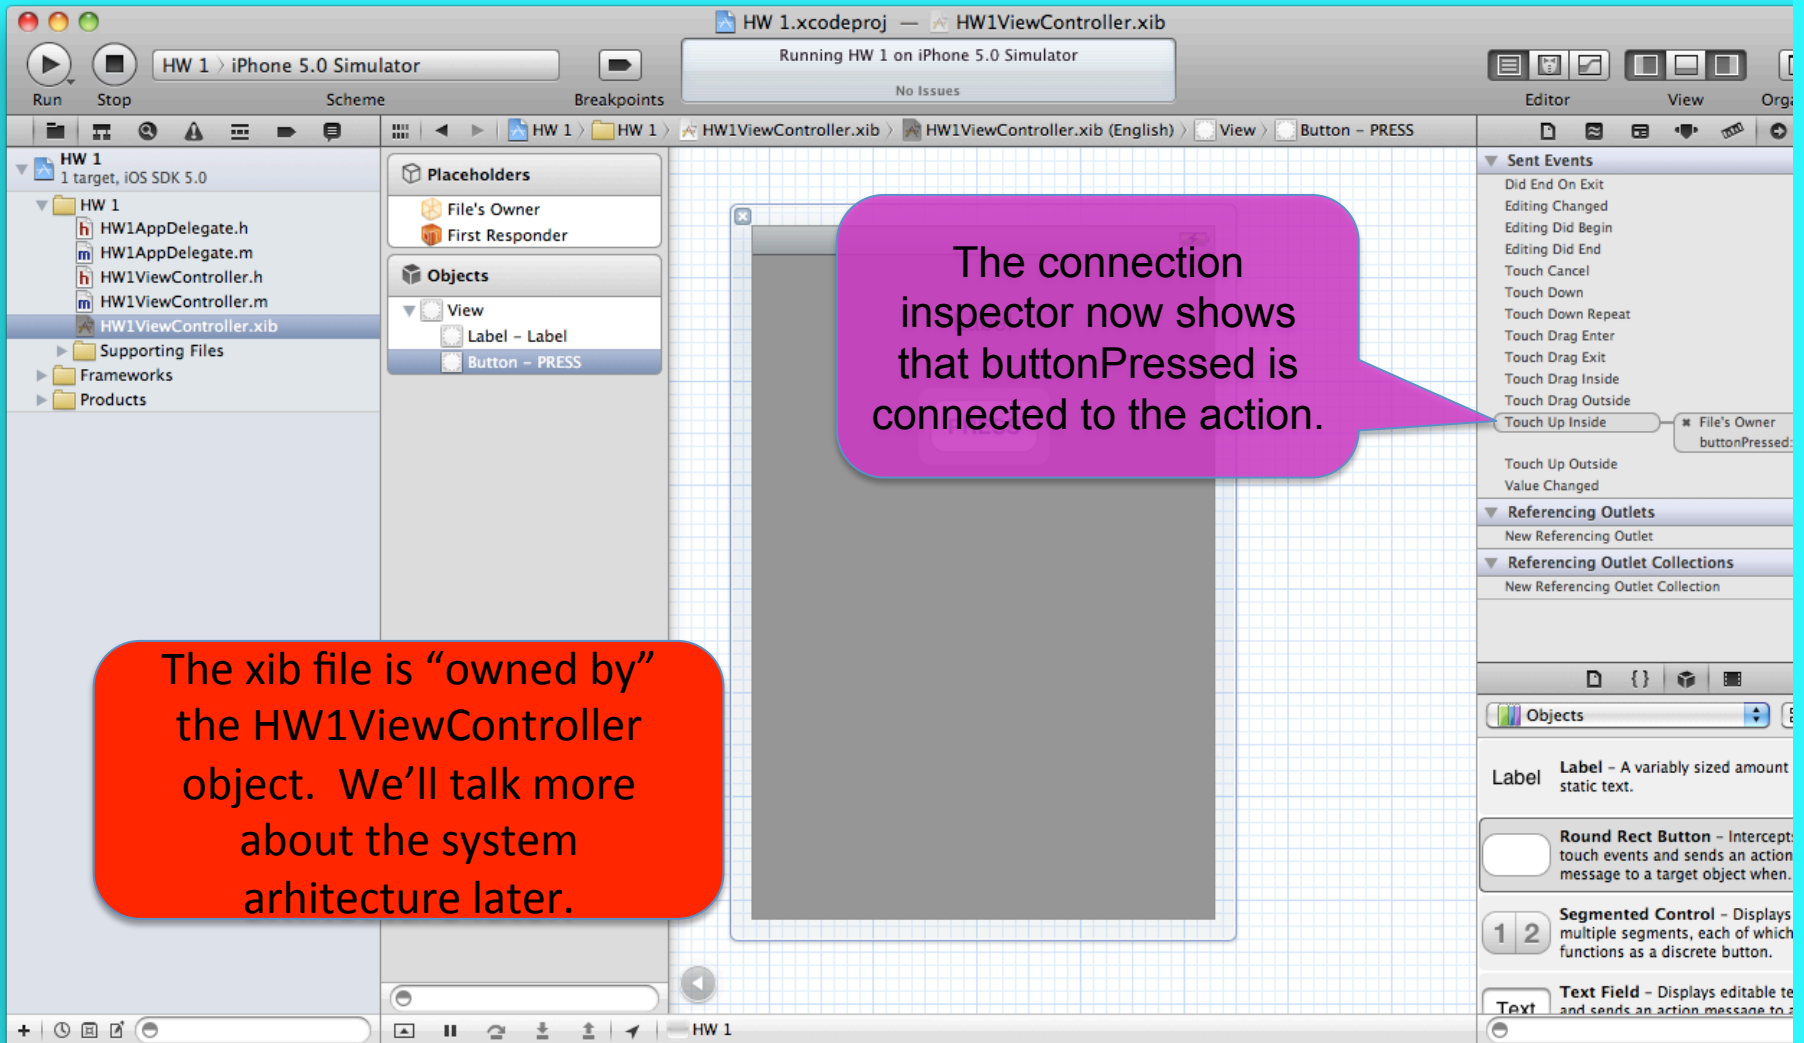 HW 1.xcodeproj — HW1ViewController.xib
Running HW 1 on iPhone 5.0 Simulator
No Issues
HW 1 › iPhone 5.0 Simulator
Run Stop Scheme Breakpoints
Editor View Orga
HW 1 › HW 1 › HW1ViewController.xib › HW1ViewController.xib (English) › View › Button – PRESS
HW 1
1 target, iOS SDK 5.0
HW 1
HW1AppDelegate.h
HW1AppDelegate.m
HW1ViewController.h
HW1ViewController.m
HW1ViewController.xib
Supporting Files
Frameworks
Products
Placeholders
File's Owner
First Responder
Objects
View
Label – Label
Button – PRESS
The connection
inspector now shows
that buttonPressed is
connected to the action.
The xib file is “owned by”
the HW1ViewController
object. We’ll talk more
about the system
arhitecture later.
Sent Events
Did End On Exit
Editing Changed
Editing Did Begin
Editing Did End
Touch Cancel
Touch Down
Touch Down Repeat
Touch Drag Enter
Touch Drag Exit
Touch Drag Inside
Touch Drag Outside
Touch Up Inside
File's Owner
buttonPressed:
Touch Up Outside
Value Changed
Referencing Outlets
New Referencing Outlet
Referencing Outlet Collections
New Referencing Outlet Collection
Objects
Label
Label – A variably sized amount
static text.
Round Rect Button – Intercepts
touch events and sends an action
message to a target object when.
1 2
Segmented Control – Displays
multiple segments, each of which
functions as a discrete button.
Text
Text Field – Displays editable te
and sends an action message to a
HW 1